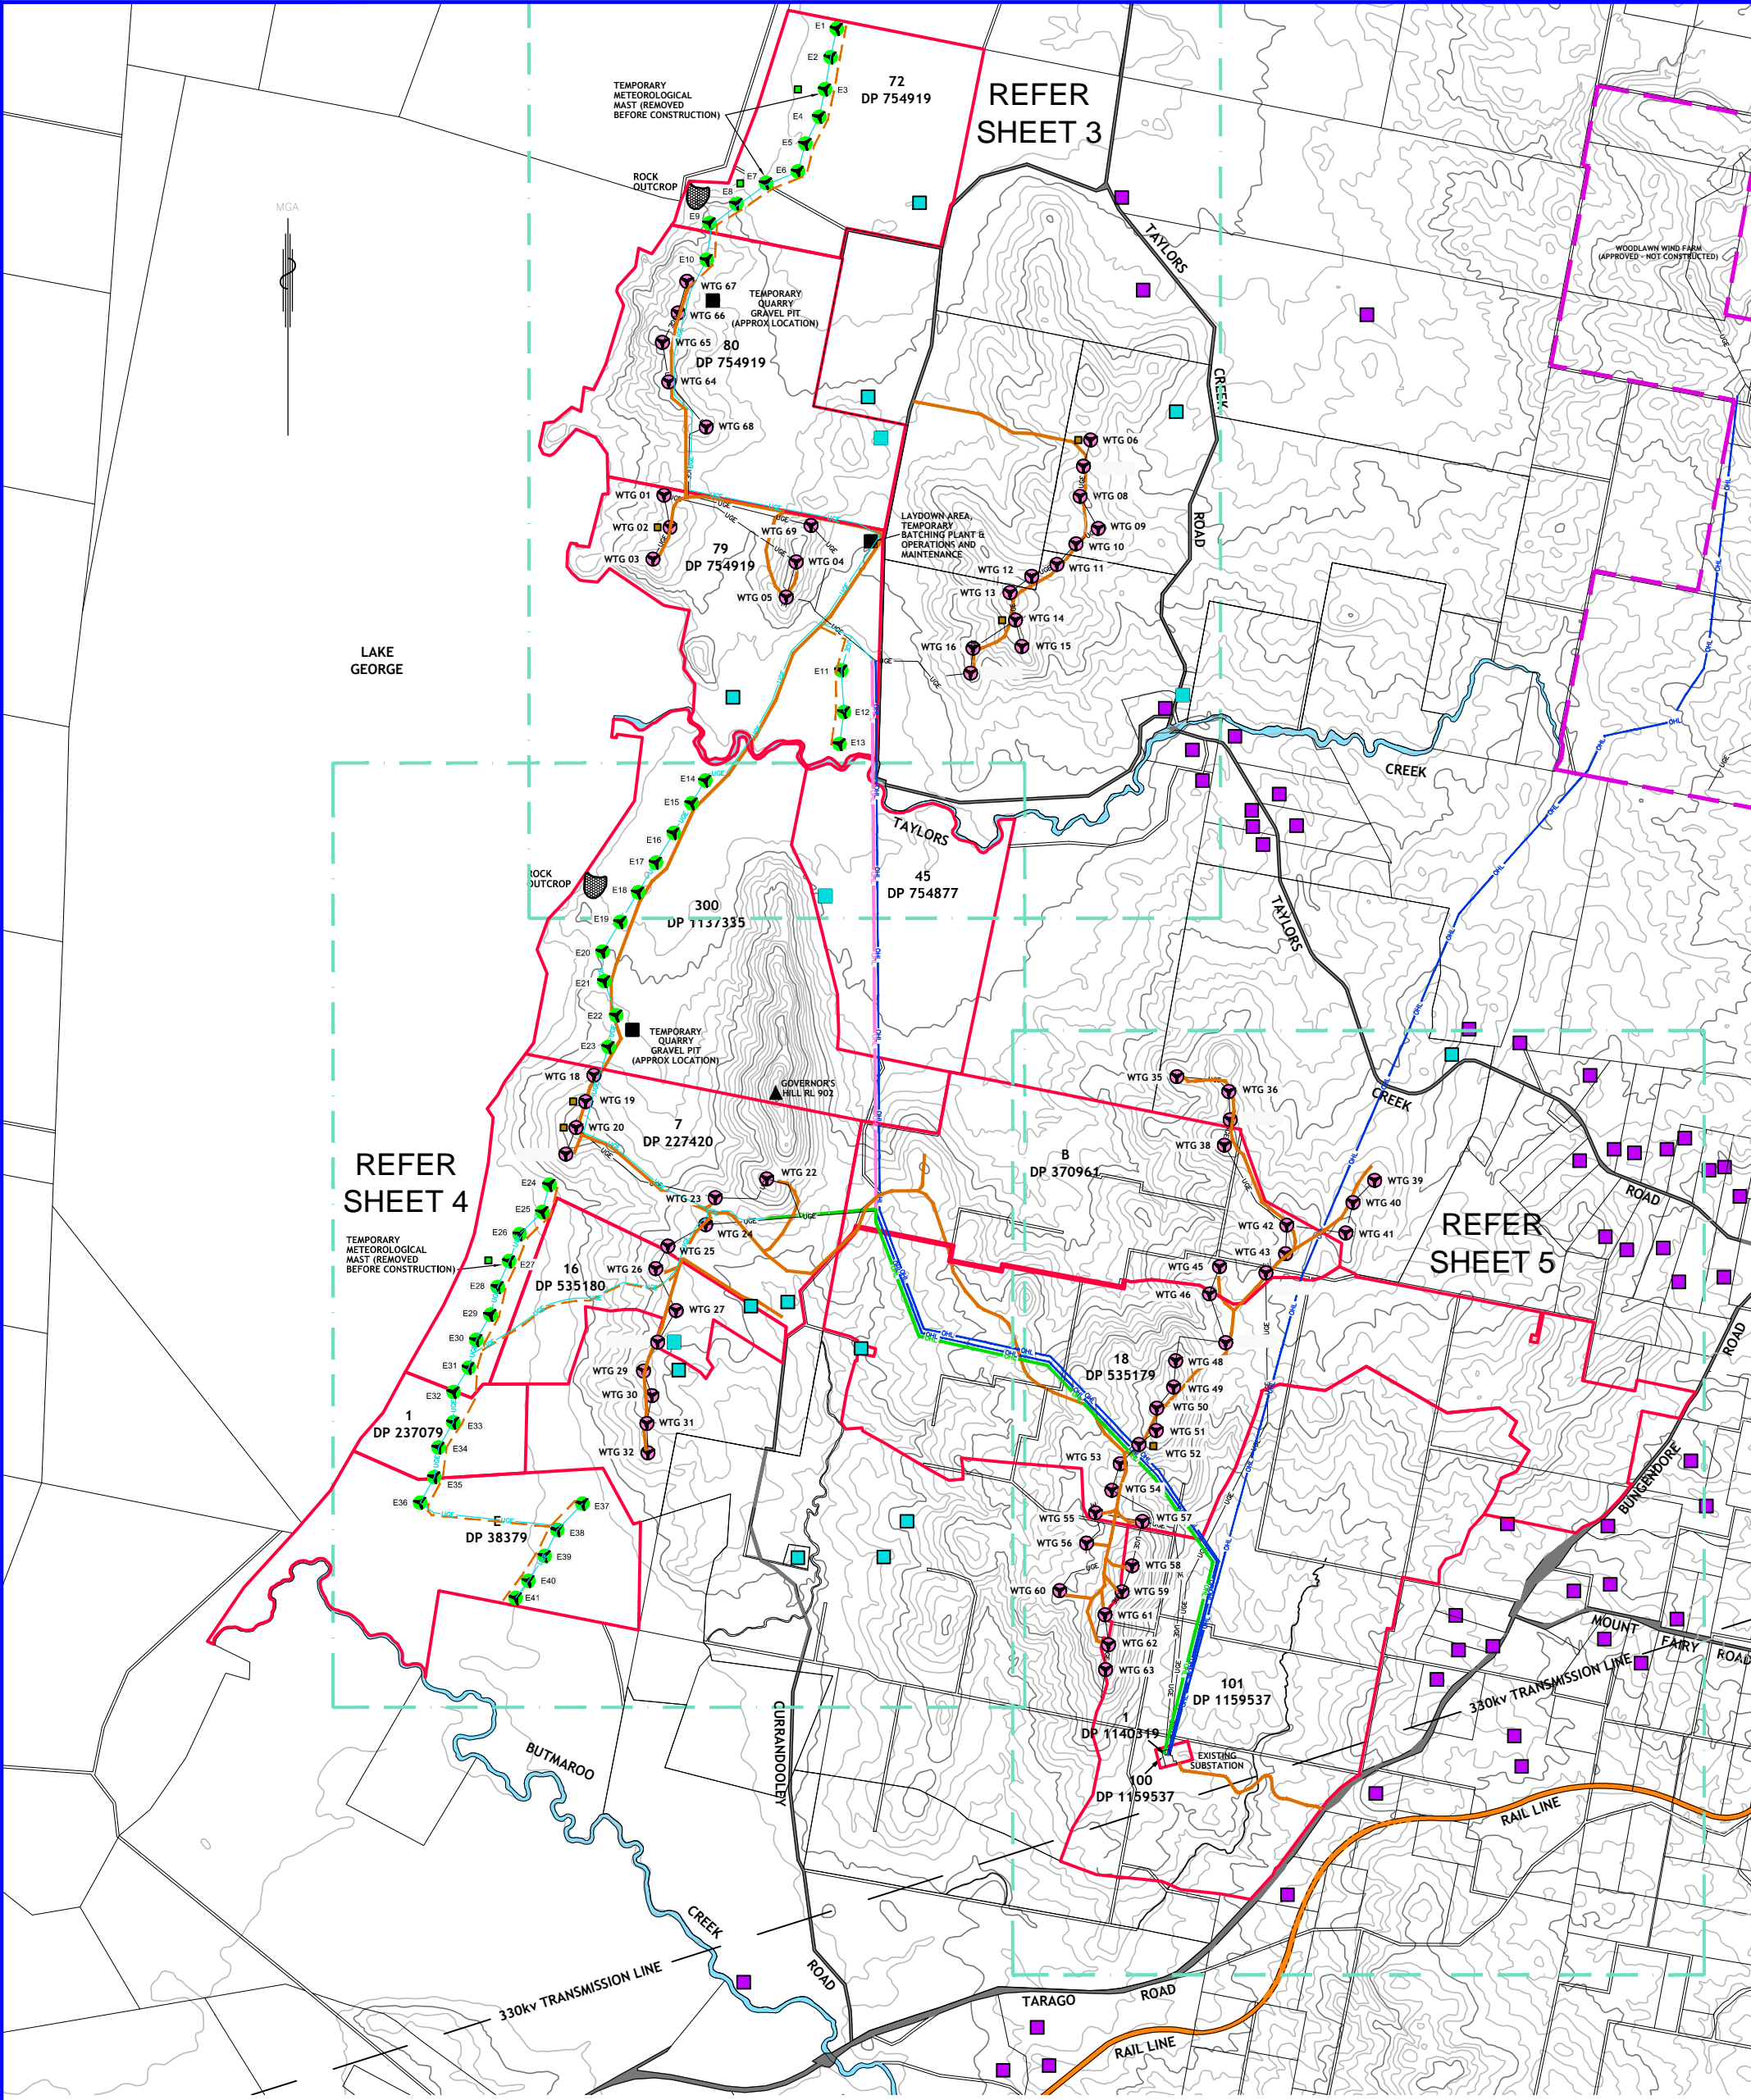 E1
E2
TEMPORARY
METEOROLOGICAL
MAST (REMOVED
BEFORE CONSTRUCTION)
72
DP 754919
E3
REFER
SHEET 3
E4
E5
E6
E7
ROCK
OUTCROP
E8
MGA
E9
TAYLORS
WOODLAWN WIND FARM
(APPROVED - NOT CONSTRUCTED)
E10
WTG 67
TEMPORARY
QUARRY
GRAVEL PIT
(APPROX LOCATION)
WTG 66
UGE
WTG 65
80
DP 754919
WTG 64
CREEK
WTG 68
WTG 06
WTG 01
WTG 08
WTG 02
WTG 69
LAYDOWN AREA,
TEMPORARY
BATCHING PLANT &
OPERATIONS AND
MAINTENANCE
WTG 09
ROAD
WTG 10
79
DP 754919
WTG 03
WTG 04
WTG 11
WTG 12
WTG 05
WTG 13
WTG 14
WTG 15
WTG 16
LAKE
GEORGE
E11
E12
E13
OHL
CREEK
E14
E15
E16
TAYLORS
E17
ROCK
OUTCROP
E18
45
DP 754877
300
DP 1137335
E19
TAYLORS
E20
E21
E22
TEMPORARY
QUARRY
GRAVEL PIT
(APPROX LOCATION)
E23
WTG 18
WTG 35
WTG 36
GOVERNOR'S
HILL RL 902
CREEK
WTG 19
WTG 20
7
DP 227420
WTG 38
B
DP 370961
REFER
SHEET 4
WTG 22
WTG 39
E24
WTG 23
WTG 40
ROAD
E25
WTG 24
WTG 42
WTG 41
REFER
SHEET 5
E26
TEMPORARY
METEOROLOGICAL
MAST (REMOVED
BEFORE CONSTRUCTION)
WTG 25
WTG 43
E27
16
DP 535180
WTG 26
WTG 45
E28
WTG 46
E29
WTG 27
E30
ROAD
E31
WTG 29
18
DP 535179
WTG 48
E32
WTG 30
WTG 49
1
DP 237079
WTG 50
E33
WTG 31
WTG 51
E34
WTG 32
WTG 52
WTG 53
E35
BUNGENDORE
E36
E37
WTG 54
E
DP 38379
WTG 55
WTG 57
E38
WTG 56
E39
WTG 58
E40
WTG 60
WTG 59
E41
WTG 61
MOUNT
FAIRY
ROAD
WTG 62
WTG 63
330kv TRANSMISSION LINE
101
DP 1159537
CURRANDOOLEY
1
DP 1140319
BUTMAROO
EXISTING
SUBSTATION
100
DP 1159537
RAIL LINE
CREEK
ROAD
330kv TRANSMISSION LINE
TARAGO
ROAD
RAIL LINE